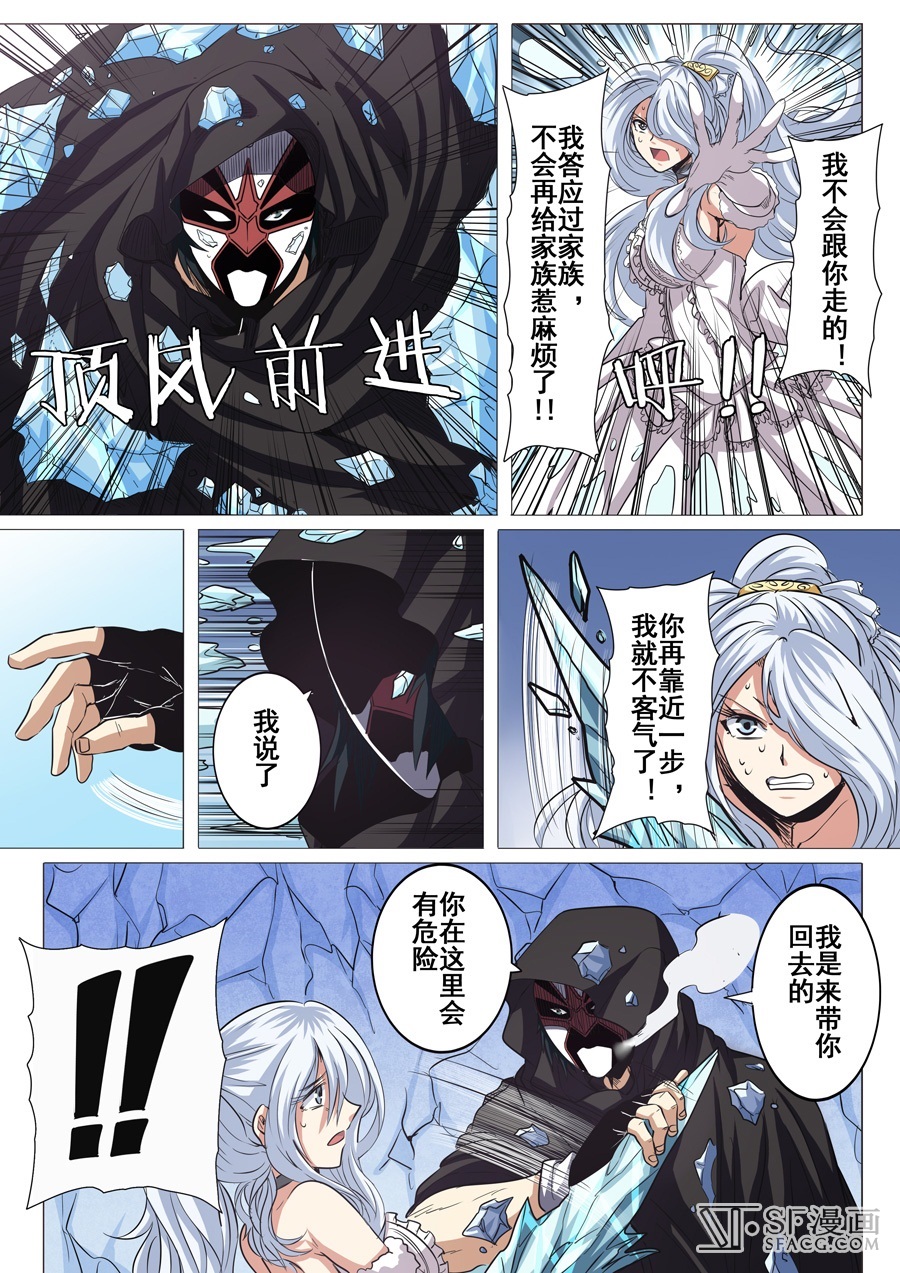 我不会跟你走的！
我答应过家族，
不会再给家族惹麻烦了！！
呼！！
顶风前进
你再靠近一步，
我就不客气了！
我说了
我是来带你
回去的
你在这里会
有危险
！！
SF漫画
SFACG.COM